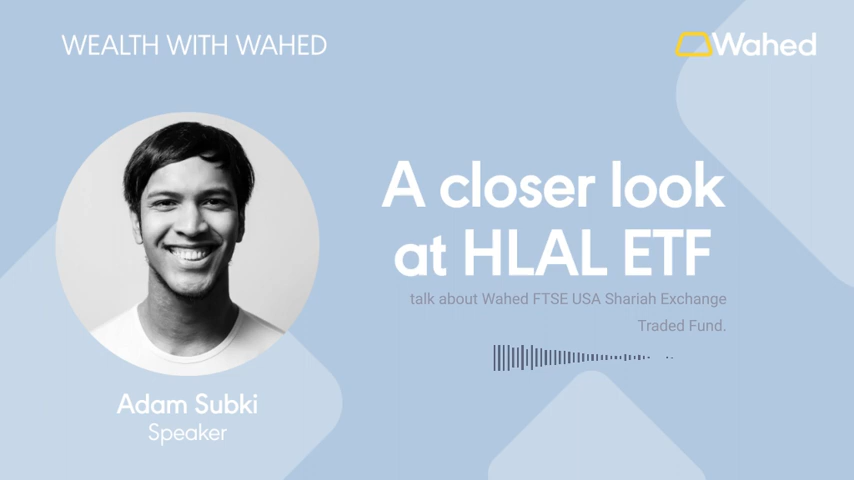 WEALTH WITH WAHED
Wahed
A closer look
at HLAL ETF
talk about Wahed FTSE USA Shariah Exchange
Traded Fund.
Adam Subki
Speaker